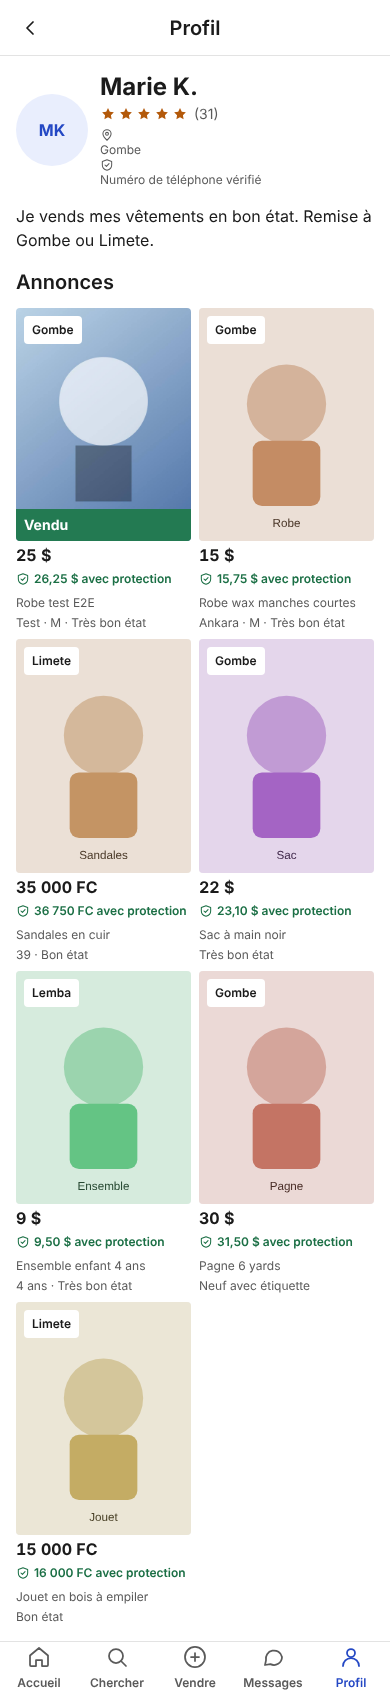 Profil
MK
Marie K.
(31)
Gombe
Numéro de téléphone vérifié
Je vends mes vêtements en bon état. Remise à
Gombe ou Limete.
Annonces
Gombe
Vendu
25 $
26,25 $ avec protection
Robe test E2E
Test · M · Très bon état
Gombe
Robe
15 $
15,75 $ avec protection
Robe wax manches courtes
Ankara · M · Très bon état
Limete
Sandales
35 000 FC
36 750 FC avec protection
Sandales en cuir
39 · Bon état
Gombe
Sac
22 $
23,10 $ avec protection
Sac à main noir
Très bon état
Lemba
Ensemble
9 $
9,50 $ avec protection
Ensemble enfant 4 ans
4 ans · Très bon état
Gombe
Pagne
30 $
31,50 $ avec protection
Pagne 6 yards
Neuf avec étiquette
Limete
Jouet
15 000 FC
16 000 FC avec protection
Jouet en bois à empiler
Bon état
Accueil
Chercher
Vendre
Messages
Profil